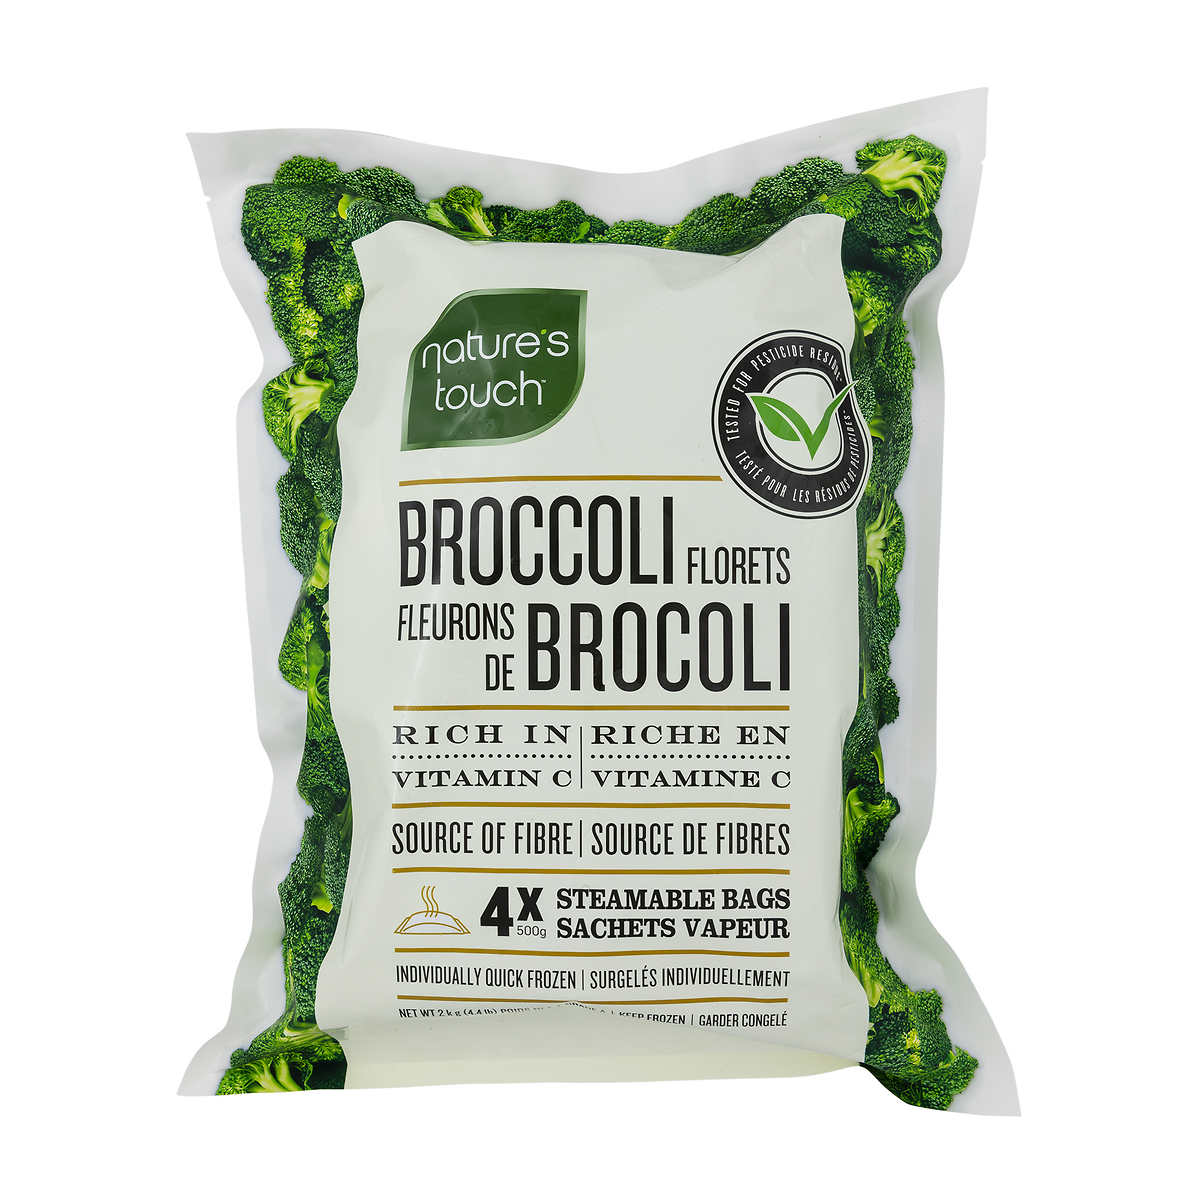 nature's
touch™
TESTED FOR PESTICIDE RESIDUE
TESTÉ POUR LES RÉSIDUS DE PESTICIDES
BROCCOLI FLORETS
FLEURONS
DE BROCOLI
RICH IN | RICHE EN
VITAMIN C | VITAMINE C
SOURCE OF FIBRE | SOURCE DE FIBRES
4X 500g STEAMABLE BAGS
SACHETS VAPEUR
INDIVIDUALLY QUICK FROZEN | SURGELÉS INDIVIDUELLEMENT
NET WT 2 kg (4.4 lb) KEEP FROZEN | GARDER CONGELÉ